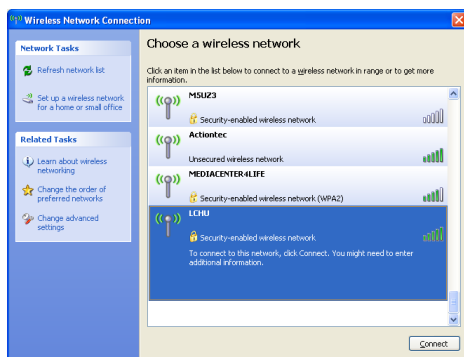 Wireless Network Connection
Network Tasks
Refresh network list
Set up a wireless network
for a home or small office
Related Tasks
Learn about wireless
networking
Change the order of
preferred networks
Change advanced
settings
Choose a wireless network
Click an item in the list below to connect to a wireless network in range or to get more
information.
M5U23
Security-enabled wireless network
Actiontec
Unsecured wireless network
MEDIACENTER4LIFE
Security-enabled wireless network (WPA2)
LCHU
Security-enabled wireless network
To connect to this network, click Connect. You might need to enter
additional information.
Connect